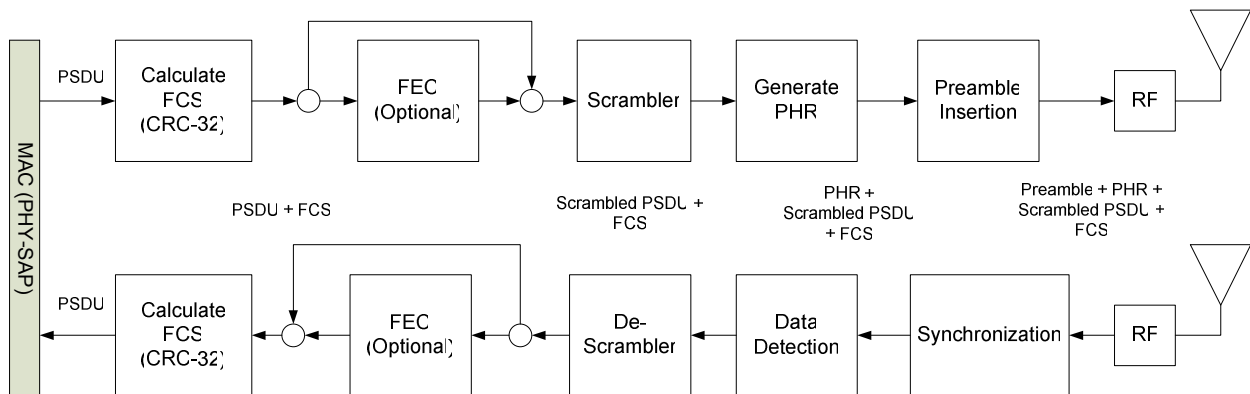 PSDU
Calculate
FCS
(CRC-32)
FEC
(Optional)
Scrambler
Generate
PHR
Preamble
Insertion
RF
MAC (PHY-SAP)
PSDU + FCS
Scrambled PSDU +
FCS
PHR +
Scrambled PSDU
+ FCS
Preamble + PHR +
Scrambled PSDU +
FCS
PSDU
Calculate
FCS
(CRC-32)
FEC
(Optional)
De-
Scrambler
Data
Detection
Synchronization
RF